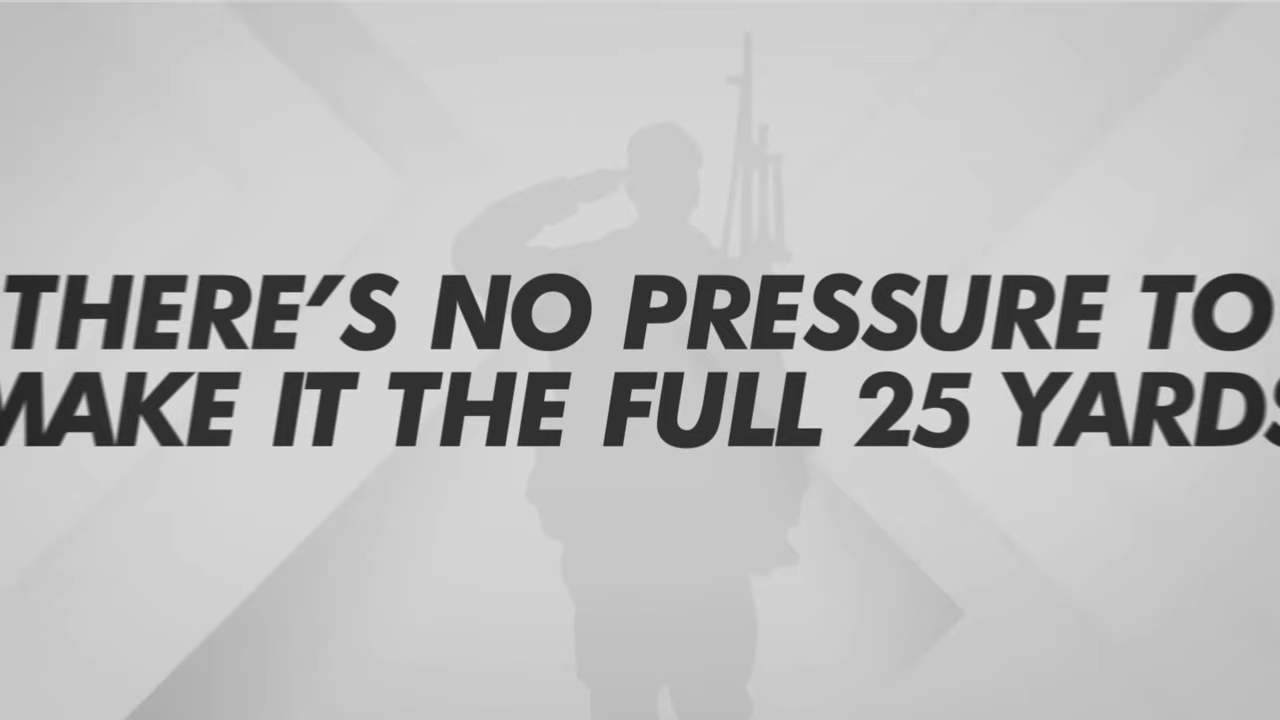 THERE’S NO PRESSURE TO
MAKE IT THE FULL 25 YARDS